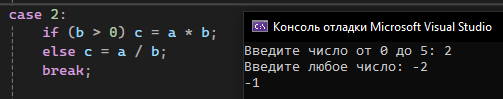 case 2:
if (b > 0) c = a * b;
else c = a / b;
break;
Консоль отладки Microsoft Visual Studio
Введите число от 0 до 5: 2
Введите любое число: -2
-1